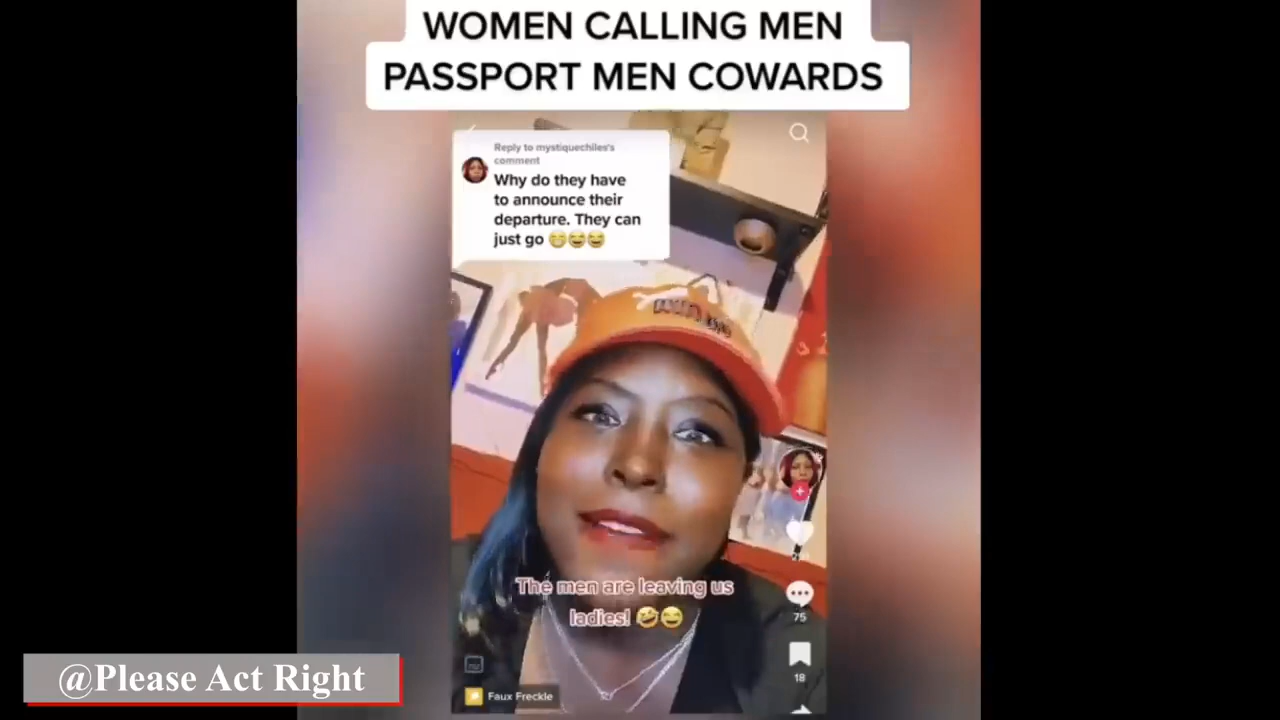 WOMEN CALLING MEN
PASSPORT MEN COWARDS
Reply to mystiquechiles's
comment
Why do they have
to announce their
departure. They can
just go 😁😂😂
The men are leaving us
ladies! 🤣😂
75
18
Faux Freckle
@Please Act Right